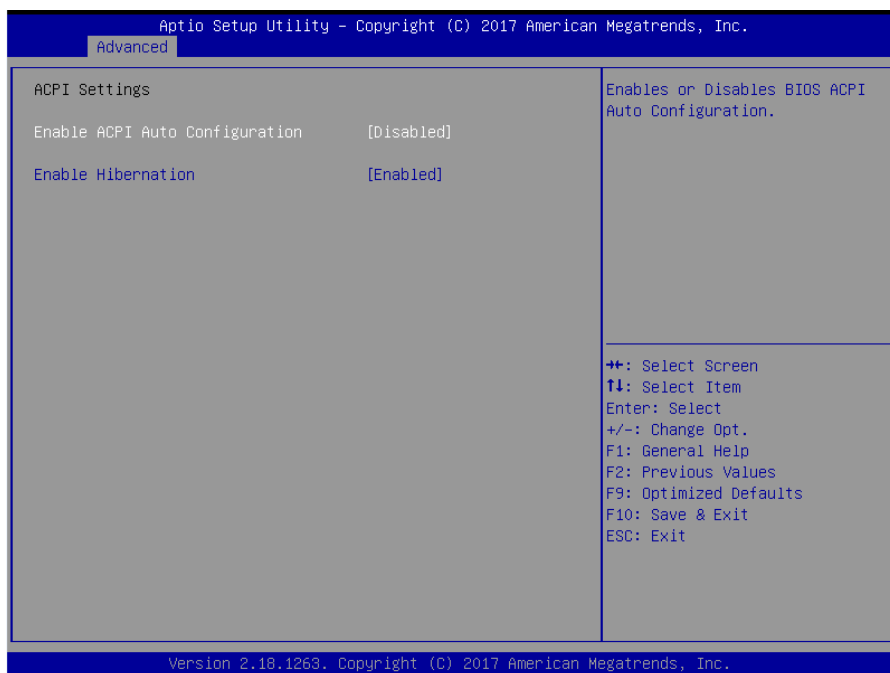 Aptio Setup Utility – Copyright (C) 2017 American Megatrends, Inc.
Advanced
ACPI Settings
Enable ACPI Auto Configuration [Disabled]
Enable Hibernation [Enabled]
Enables or Disables BIOS ACPI
Auto Configuration.
→←: Select Screen
↑↓: Select Item
Enter: Select
+/-: Change Opt.
F1: General Help
F2: Previous Values
F9: Optimized Defaults
F10: Save & Exit
ESC: Exit
Version 2.18.1263. Copyright (C) 2017 American Megatrends, Inc.